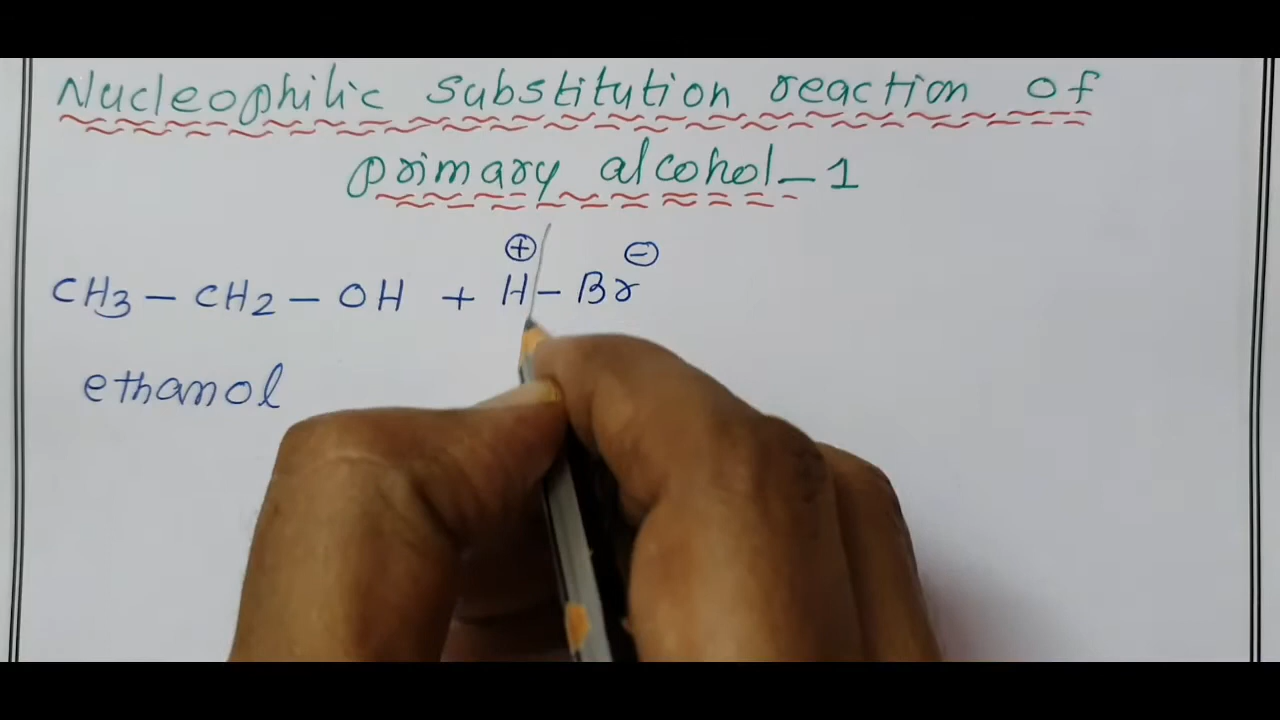 Nucleophilic substitution reaction of
primary alcohol-1
⊕ ⊖
CH3 - CH2 - OH + H - Br
ethanol